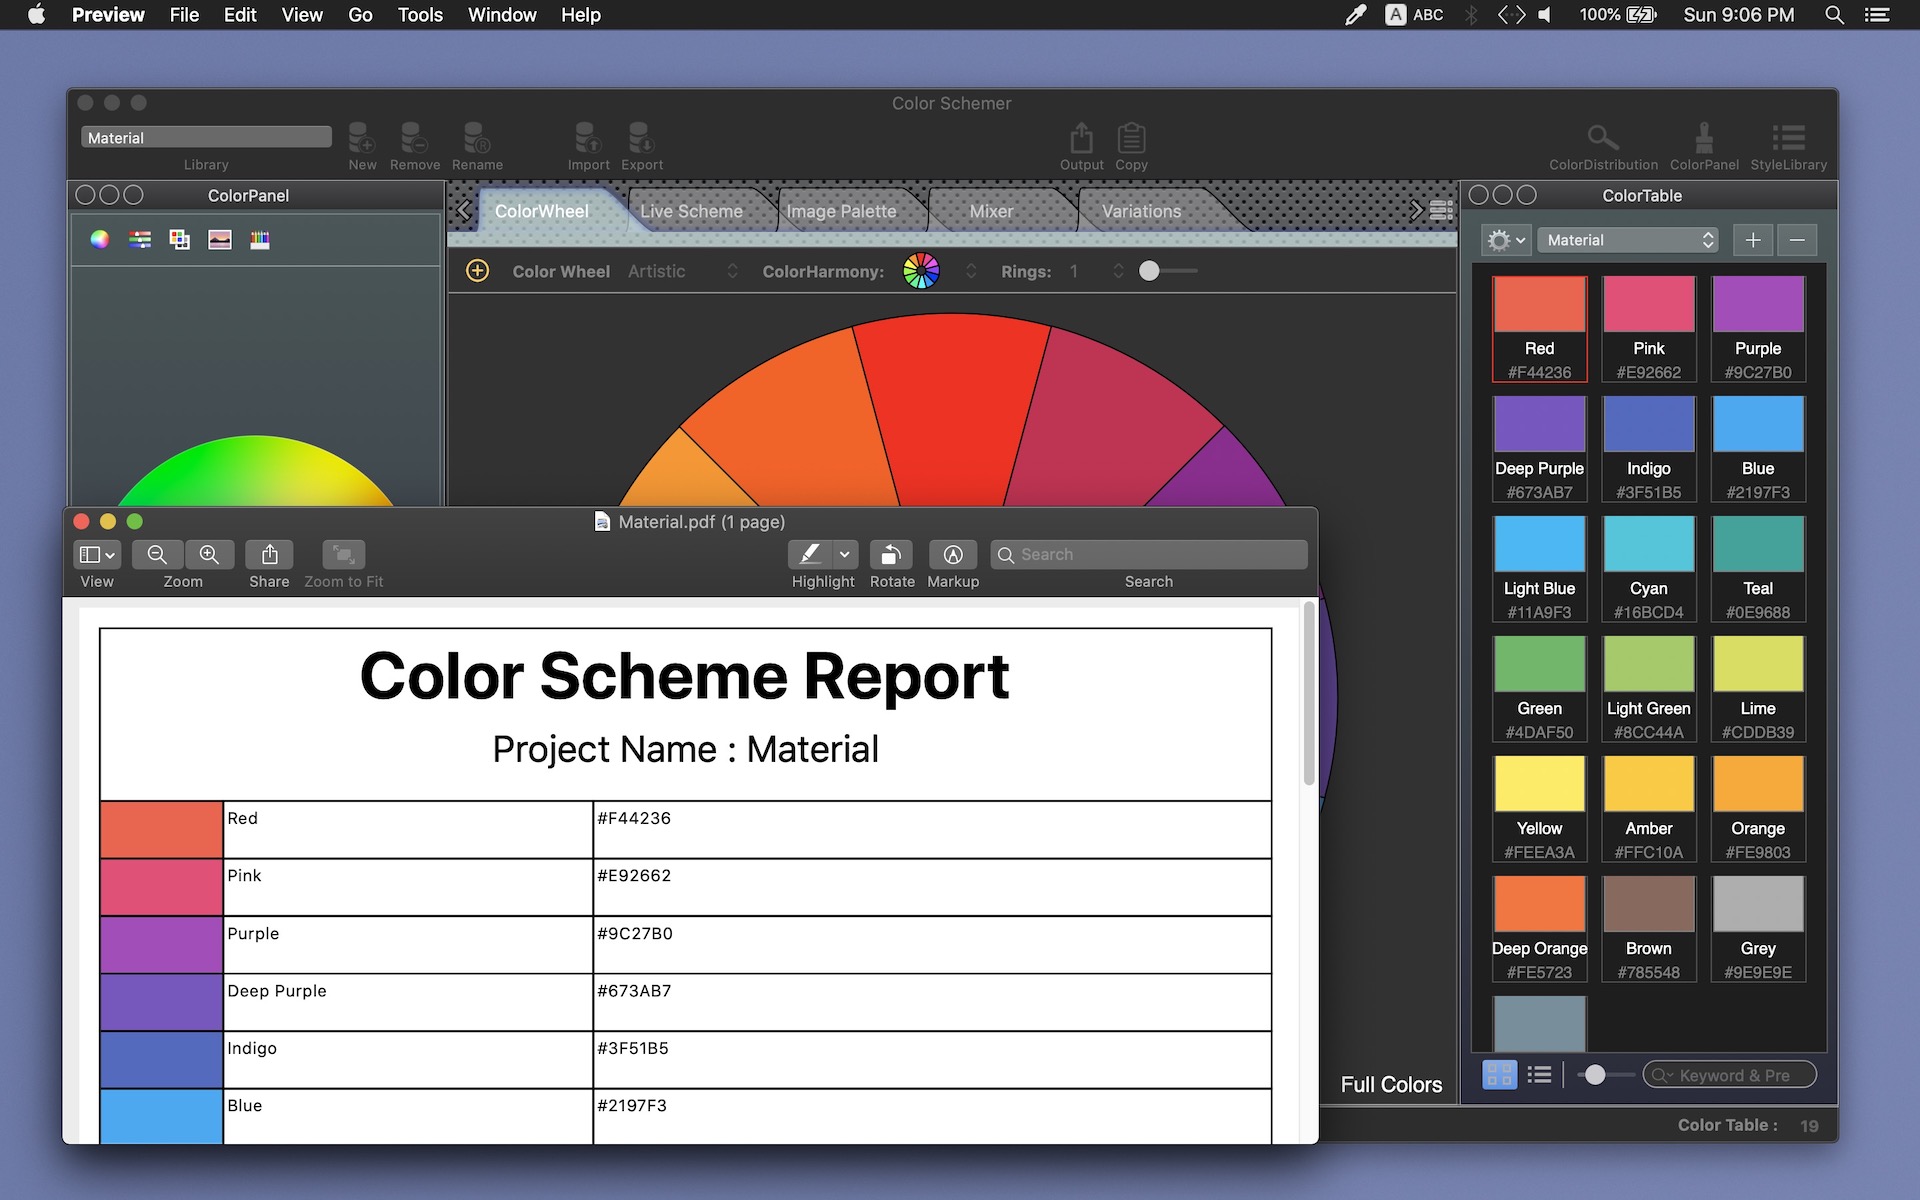 Preview File Edit View Go Tools Window Help
A ABC 100% Sun 9:06 PM
Color Schemer
Material
Library New Remove Rename Import Export Output Copy ColorDistribution ColorPanel StyleLibrary
ColorPanel
ColorWheel Live Scheme Image Palette Mixer Variations
Color Wheel Artistic ColorHarmony: Rings: 1
Full Colors
ColorTable
Material
Red Pink Purple
#F44236 #E92662 #9C27B0
Deep Purple Indigo Blue
#673AB7 #3F51B5 #2197F3
Light Blue Cyan Teal
#11A9F3 #16BCD4 #0E9688
Green Light Green Lime
#4DAF50 #8CC44A #CDDB39
Yellow Amber Orange
#FEEA3A #FFC10A #FE9803
Deep Orange Brown Grey
#FE5723 #785548 #9E9E9E
Keyword & Pre
Color Table : 19
Material.pdf (1 page)
Search
View Zoom Share Zoom to Fit Highlight Rotate Markup Search
Color Scheme Report
Project Name : Material
Red #F44236
Pink #E92662
Purple #9C27B0
Deep Purple #673AB7
Indigo #3F51B5
Blue #2197F3